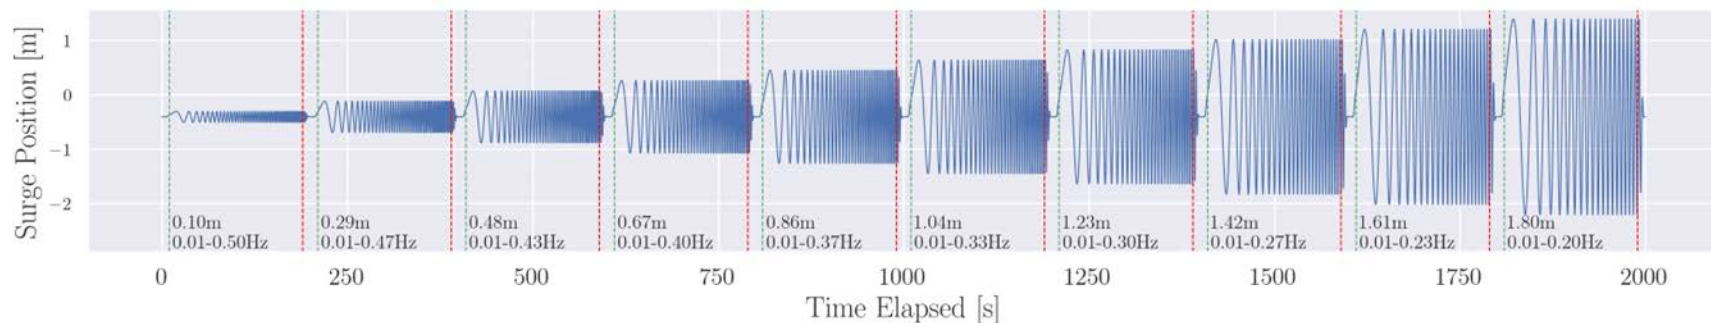 Surge Position [m]
1
0
−1
−2
0.10m
0.01-0.50Hz
0.29m
0.01-0.47Hz
0.48m
0.01-0.43Hz
0.67m
0.01-0.40Hz
0.86m
0.01-0.37Hz
1.04m
0.01-0.33Hz
1.23m
0.01-0.30Hz
1.42m
0.01-0.27Hz
1.61m
0.01-0.23Hz
1.80m
0.01-0.20Hz
0 250 500 750 1000 1250 1500 1750 2000
Time Elapsed [s]